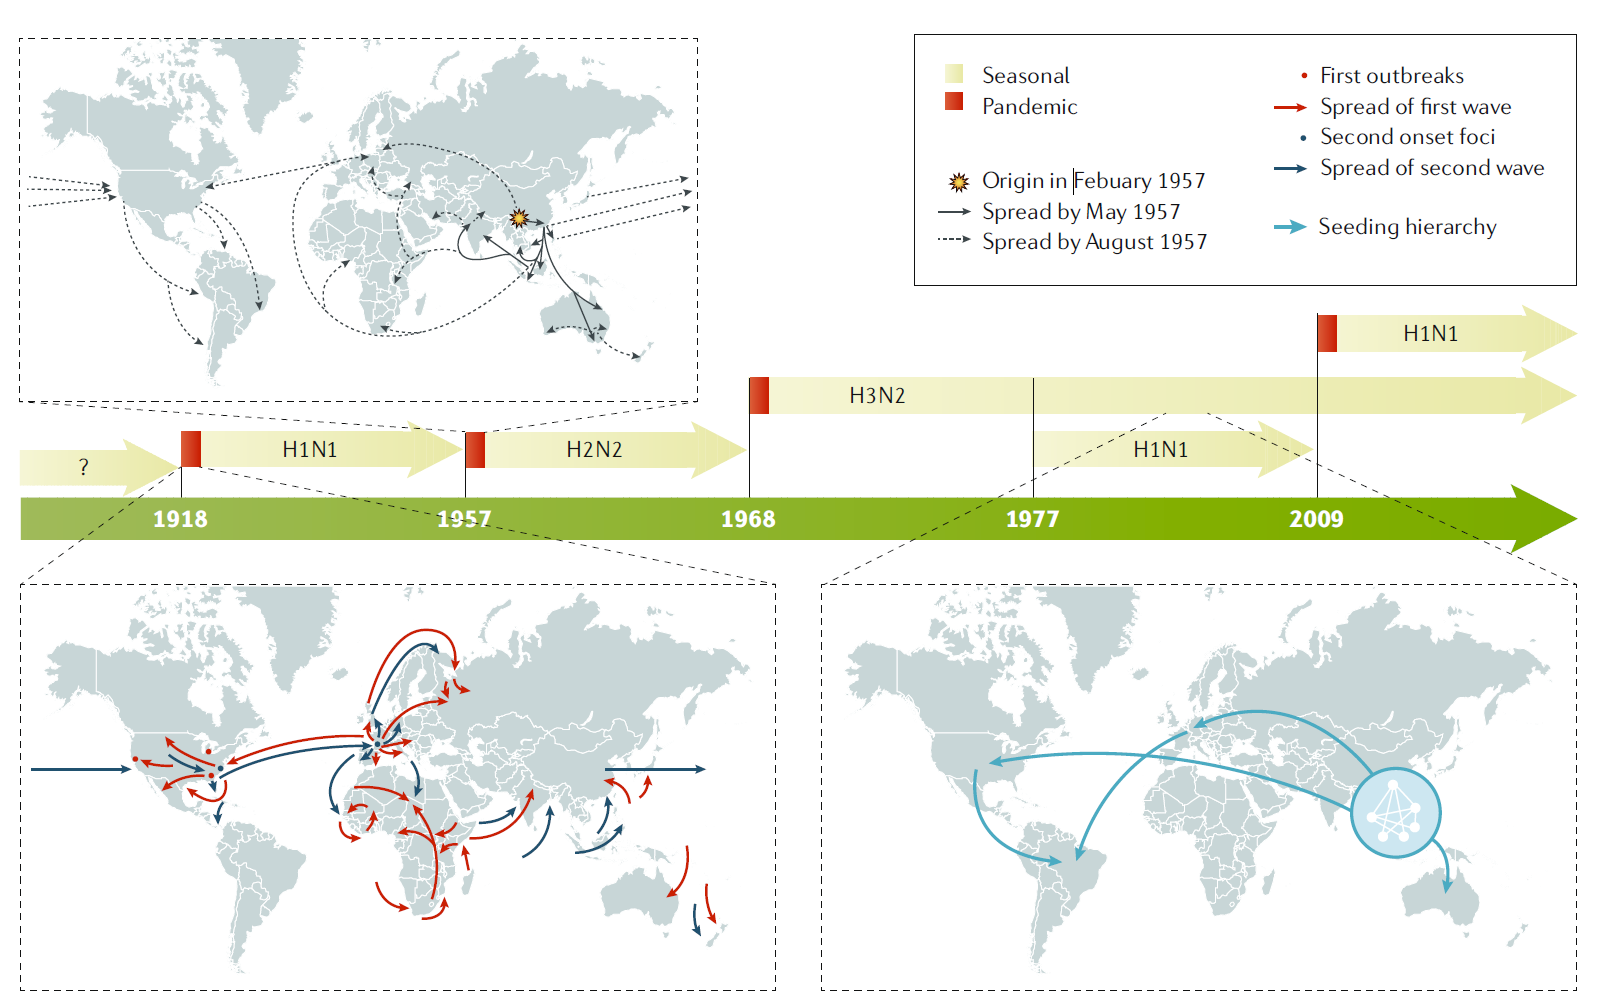 Seasonal
Pandemic
Origin in Febuary 1957
Spread by May 1957
Spread by August 1957
First outbreaks
Spread of first wave
Second onset foci
Spread of second wave
Seeding hierarchy
H1N1
H3N2
?
H1N1
H2N2
H1N1
1918
1957
1968
1977
2009